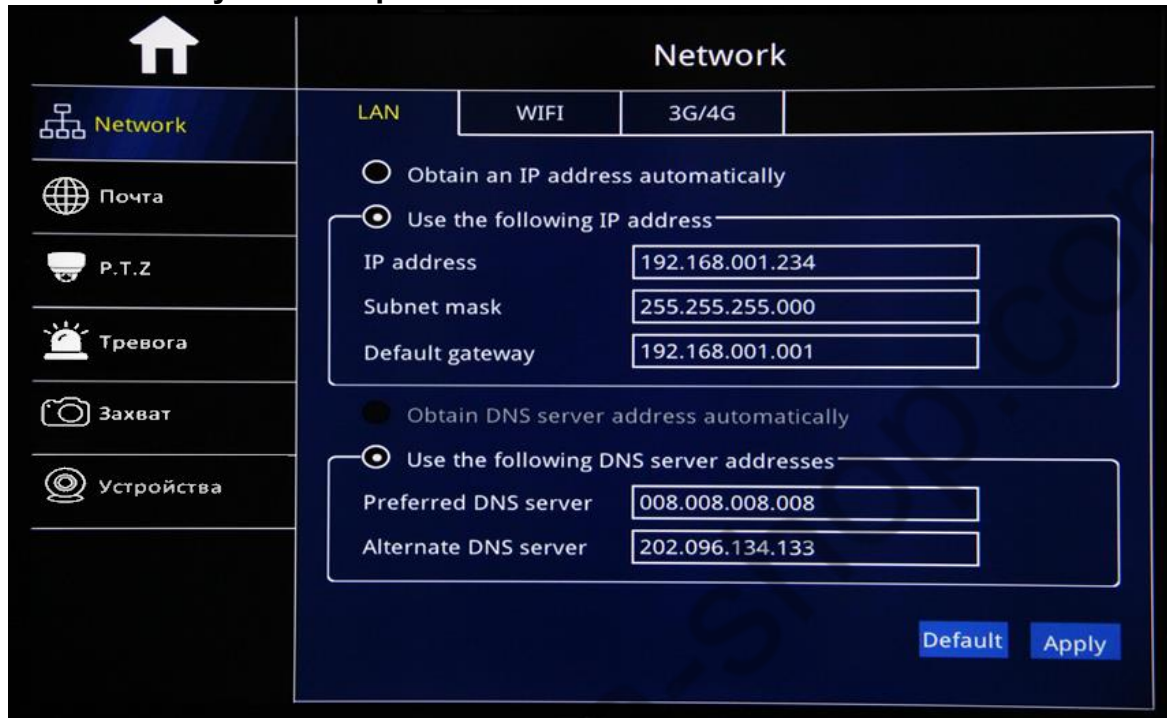 Network
Network
Почта
P.T.Z
Тревога
Захват
Устройства
LAN WIFI 3G/4G
Obtain an IP address automatically
Use the following IP address
IP address 192.168.001.234
Subnet mask 255.255.255.000
Default gateway 192.168.001.001
Obtain DNS server address automatically
Use the following DNS server addresses
Preferred DNS server 008.008.008.008
Alternate DNS server 202.096.134.133
Default Apply